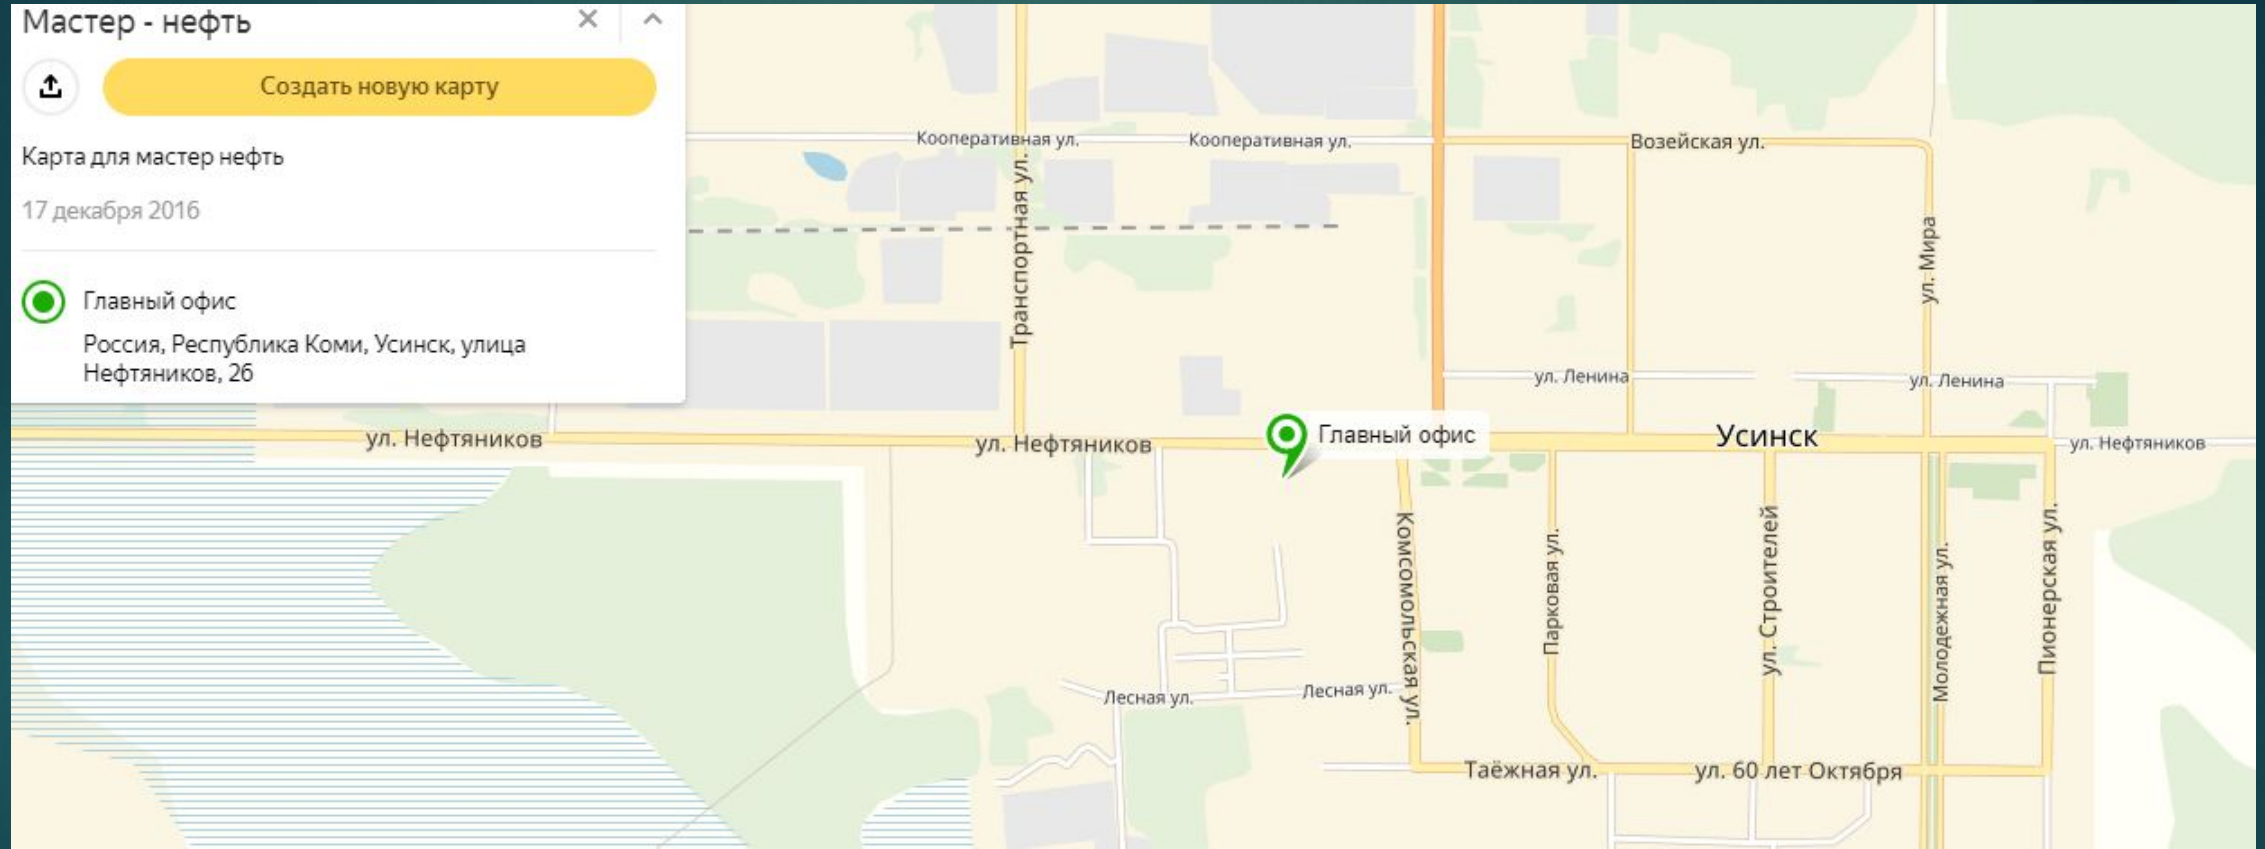 Мастер - нефть
Создать новую карту
Карта для мастер нефть
17 декабря 2016
Главный офис
Россия, Республика Коми, Усинск, улица
Нефтяников, 26
Кооперативная ул.
Кооперативная ул.
Возейская ул.
Транспортная ул.
ул. Мира
ул. Ленина
ул. Ленина
ул. Нефтяников
ул. Нефтяников
Главный офис
Усинск
ул. Нефтяников
Комсомольская ул.
Парковая ул.
ул. Строителей
Молодежная ул.
Пионерская ул.
Лесная ул.
Лесная ул.
Таёжная ул.
ул. 60 лет Октября